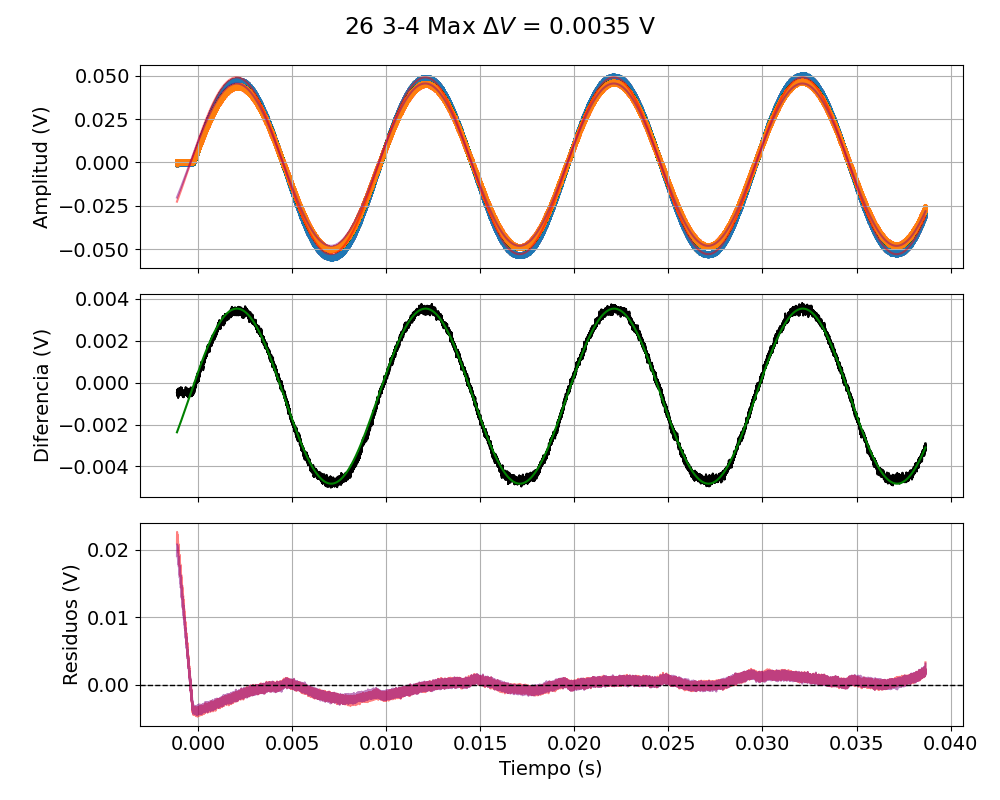 26 3-4 Max ΔV = 0.0035 V
0.050
0.025
0.000
−0.025
−0.050
Amplitud (V)
0.004
0.002
0.000
−0.002
−0.004
Diferencia (V)
0.02
0.01
0.00
Residuos (V)
0.000 0.005 0.010 0.015 0.020 0.025 0.030 0.035 0.040
Tiempo (s)